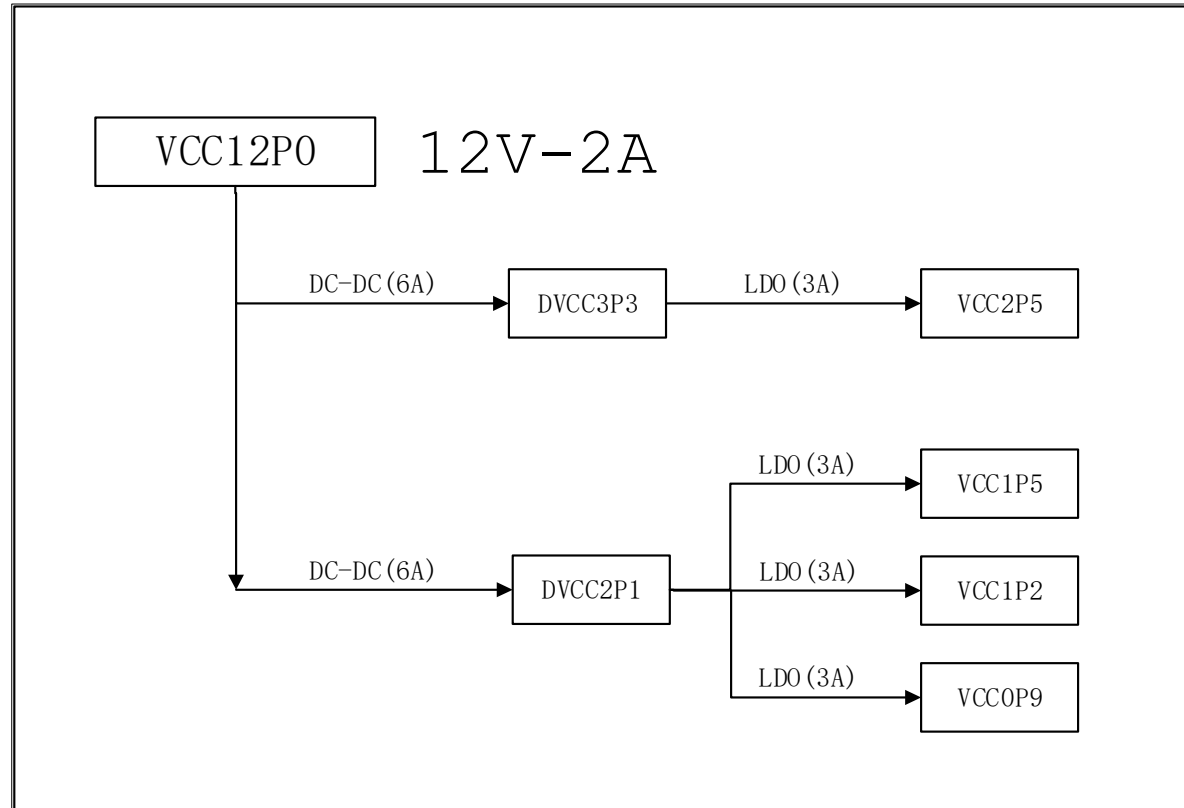 VCC12P0
12V-2A
DC-DC(6A)
DVCC3P3
LDO(3A)
VCC2P5
LDO(3A)
VCC1P5
DC-DC(6A)
DVCC2P1
LDO(3A)
VCC1P2
LDO(3A)
VCC0P9